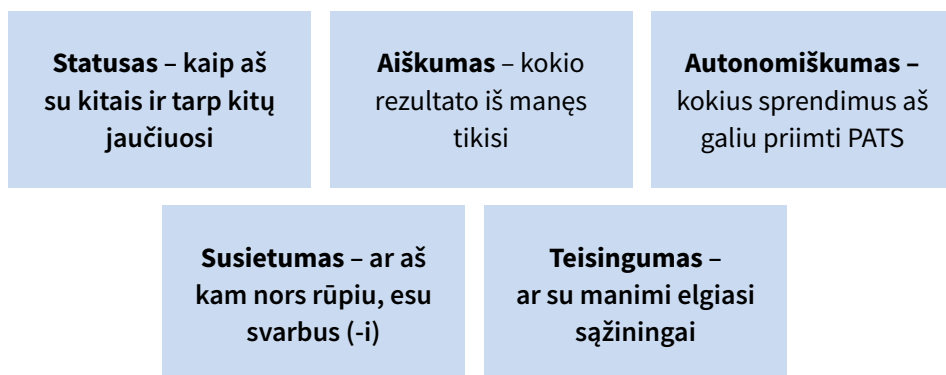 Statusas – kaip aš
su kitais ir tarp kitų
jaučiuosi
Aiškumas – kokio
rezultato iš manęs
tikisi
Autonomiškumas –
kokius sprendimus aš
galiu priimti PATS
Susietumas – ar aš
kam nors rūpiu, esu
svarbus (-i)
Teisingumas –
ar su manimi elgiasi
sąžiningai